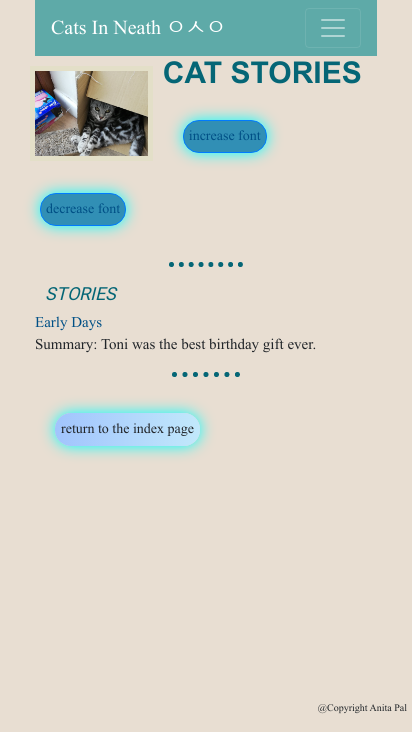 Cats In Neath ㅇㅅㅇ
CAT STORIES
increase font
decrease font
STORIES
Early Days
Summary: Toni was the best birthday gift ever.
return to the index page
@Copyright Anita Pal